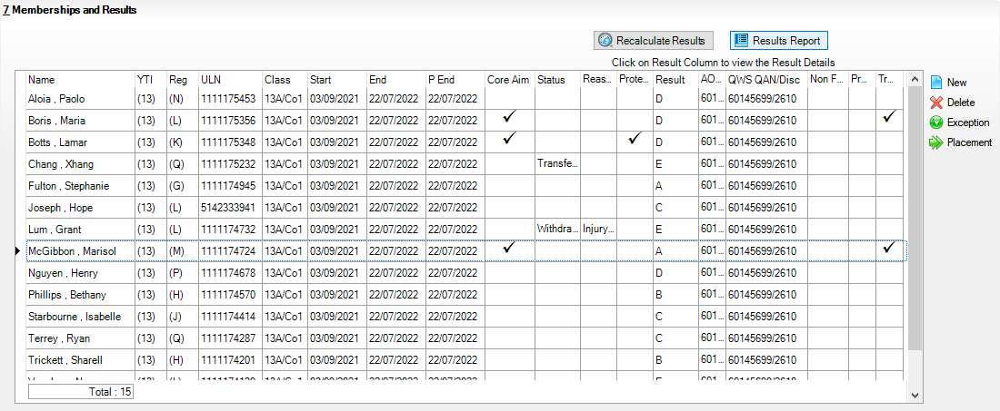 7 Memberships and Results
Recalculate Results Results Report
Click on Result Column to view the Result Details
Name YTI Reg ULN Class Start End P End Core Aim Status Reas... Prote... Result AO... QWS QAN/Disc Non F... Pr... Tr...
Aloia , Paolo (13) (N) 1111175453 13A/Co1 03/09/2021 22/07/2022 22/07/2022 D 601... 60145699/2610
Boris , Maria (13) (L) 1111175356 13A/Co1 03/09/2021 22/07/2022 22/07/2022 ✓ D 601... 60145699/2610 ✓
Botts , Lamar (13) (K) 1111175348 13A/Co1 03/09/2021 22/07/2022 22/07/2022 ✓ ✓ D 601... 60145699/2610
Chang , Xhang (13) (Q) 1111175232 13A/Co1 03/09/2021 22/07/2022 22/07/2022 Transfe... E 601... 60145699/2610
Fulton , Stephanie (13) (G) 1111174945 13A/Co1 03/09/2021 22/07/2022 22/07/2022 A 601... 60145699/2610
Joseph , Hope (13) (L) 5142333941 13A/Co1 03/09/2021 22/07/2022 22/07/2022 C 601... 60145699/2610
Lum , Grant (13) (L) 1111174732 13A/Co1 03/09/2021 22/07/2022 22/07/2022 Withdra... Injury... E 601... 60145699/2610
McGibbon , Marisol (13) (M) 1111174724 13A/Co1 03/09/2021 22/07/2022 22/07/2022 ✓ A 601... 60145699/2610 ✓
Nguyen , Henry (13) (P) 1111174678 13A/Co1 03/09/2021 22/07/2022 22/07/2022 D 601... 60145699/2610
Phillips , Bethany (13) (H) 1111174570 13A/Co1 03/09/2021 22/07/2022 22/07/2022 B 601... 60145699/2610
Starbourne , Isabelle (13) (J) 1111174414 13A/Co1 03/09/2021 22/07/2022 22/07/2022 C 601... 60145699/2610
Terrey , Ryan (13) (Q) 1111174287 13A/Co1 03/09/2021 22/07/2022 22/07/2022 C 601... 60145699/2610
Trickett , Sharell (13) (H) 1111174201 13A/Co1 03/09/2021 22/07/2022 22/07/2022 B 601... 60145699/2610
Total : 15
New
Delete
Exception
Placement